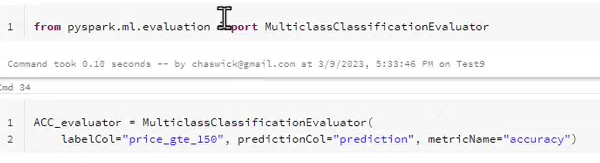 1 from pyspark.ml.evaluation import MulticlassClassificationEvaluator
Command took 0.10 seconds -- by chaswick@gmail.com at 3/9/2023, 5:33:46 PM on Test9
Cmd 34
1 ACC_evaluator = MulticlassClassificationEvaluator(
2 labelCol="price_gte_150", predictionCol="prediction", metricName="accuracy")